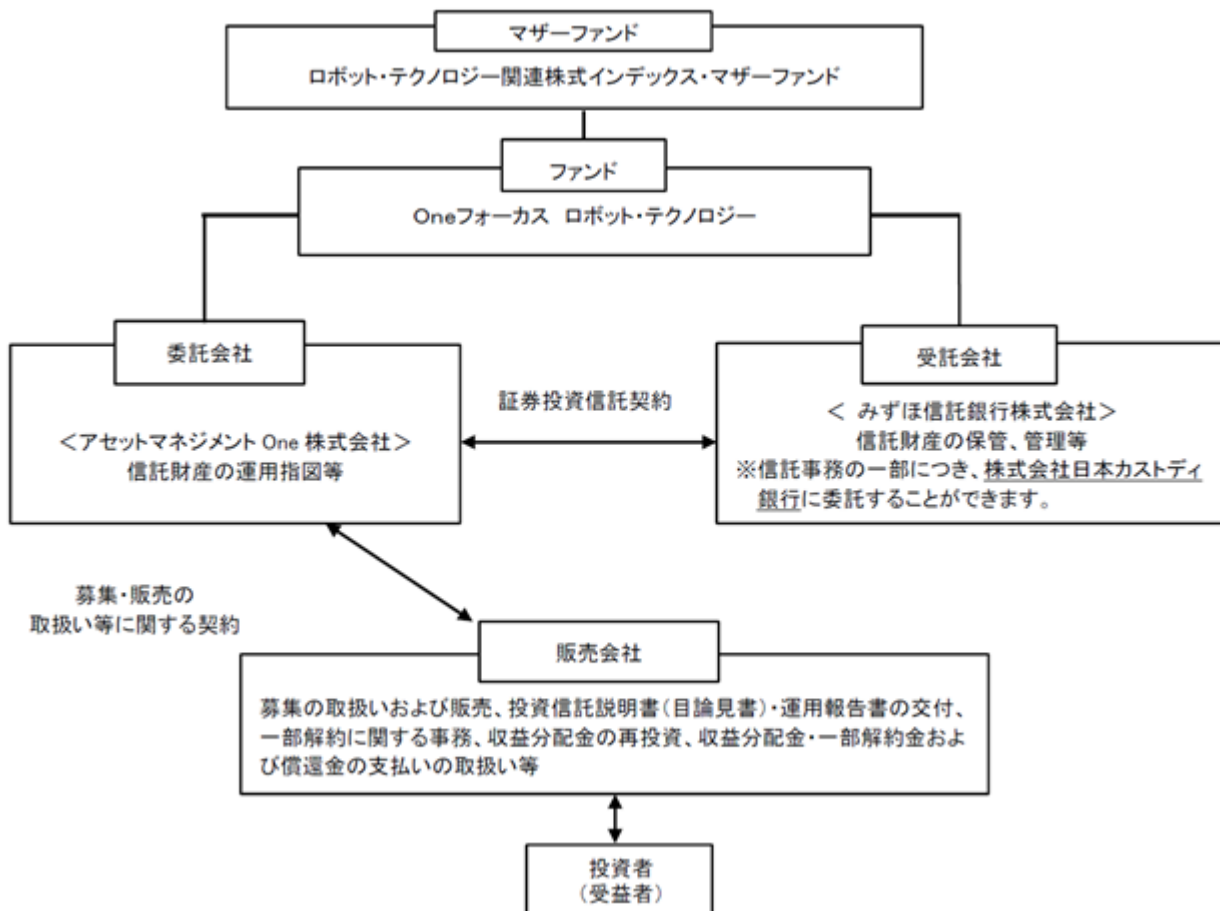 マザーファンド
ロボット・テクノロジー関連株式インデックス・マザーファンド
ファンド
Oneフォーカス ロボット・テクノロジー
委託会社
<アセットマネジメント One 株式会社>
信託財産の運用指図等
証券投資信託契約
受託会社
< みずほ信託銀行株式会社>
信託財産の保管、管理等
※信託事務の一部につき、株式会社日本カストディ
銀行に委託することができます。
募集・販売の
取扱い等に関する契約
販売会社
募集の取扱いおよび販売、投資信託説明書(目論見書)・運用報告書の交付、
一部解約に関する事務、収益分配金の再投資、収益分配金・一部解約金およ
び償還金の支払いの取扱い等
投資者
(受益者)